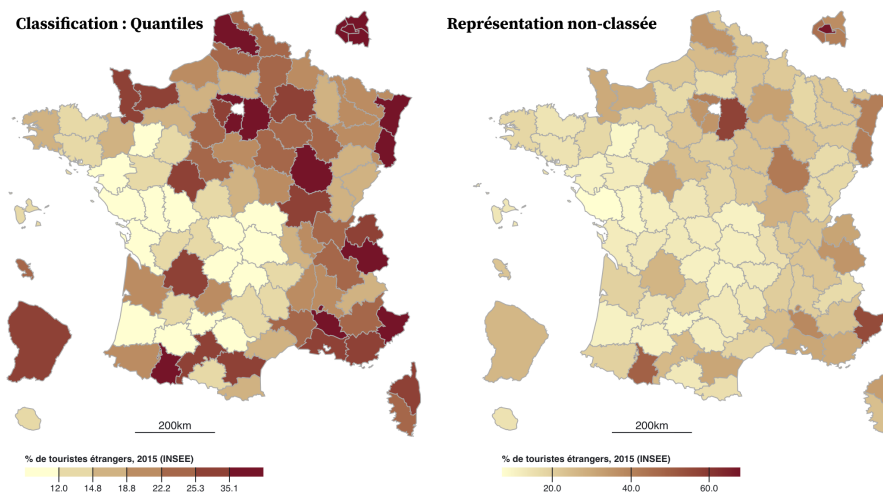 Classification : Quantiles
Représentation non-classée
200km
200km
% de touristes étrangers, 2015 (INSEE)
12.0 14.8 18.8 22.2 25.3 35.1
% de touristes étrangers, 2015 (INSEE)
20.0 40.0 60.0